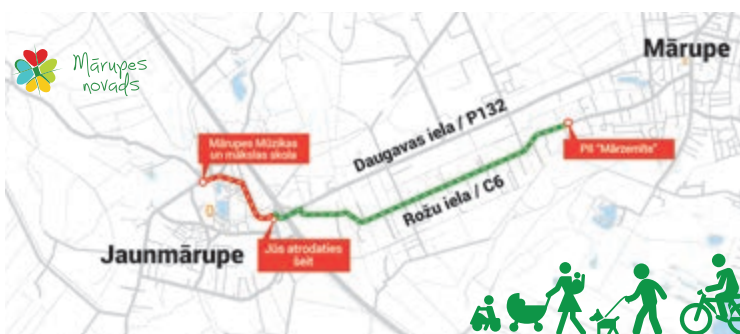 Mārupes
novads
Mārupe
Mārupes Mūzikas
un mākslas skola
Daugavas iela / P132
PII "Mārzemīte"
Rožu iela / C6
Jaunmārupe
Jūs atrodaties
šeit